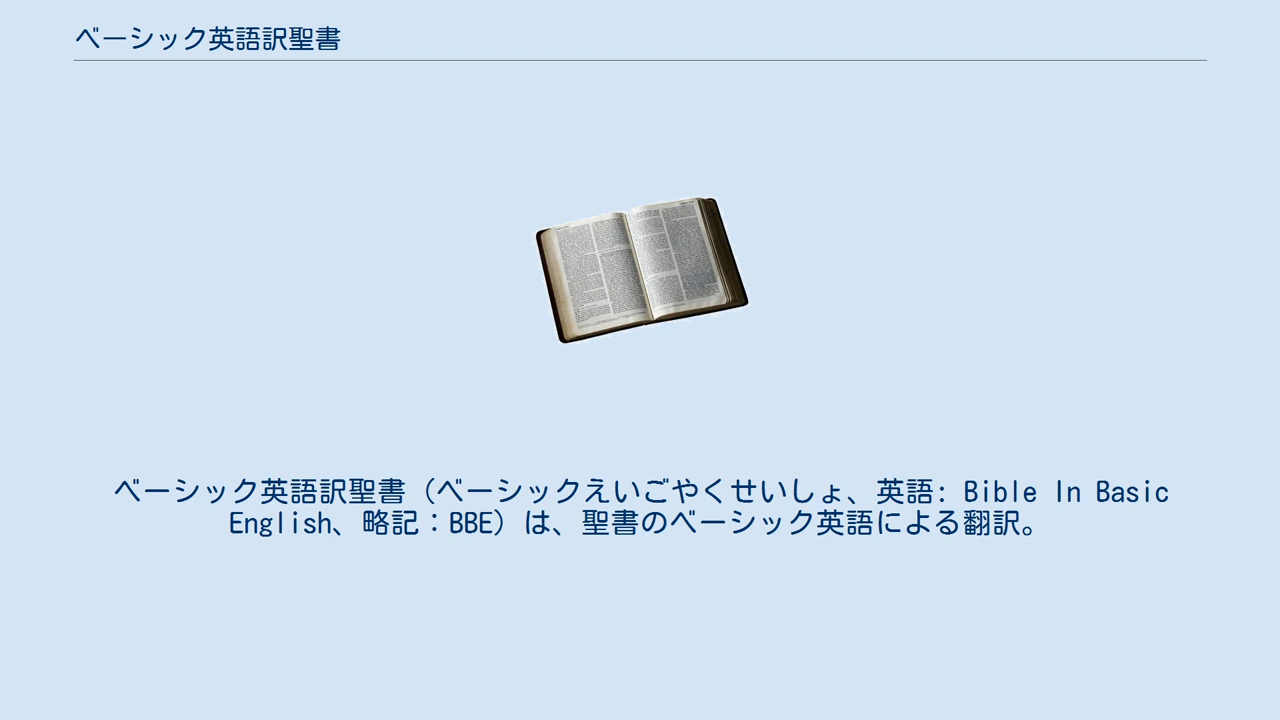 ベーシック英語訳聖書
ベーシック英語訳聖書（ベーシックえいごやくせいしょ、英語: Bible In Basic
English、略記：BBE）は、聖書のベーシック英語による翻訳。